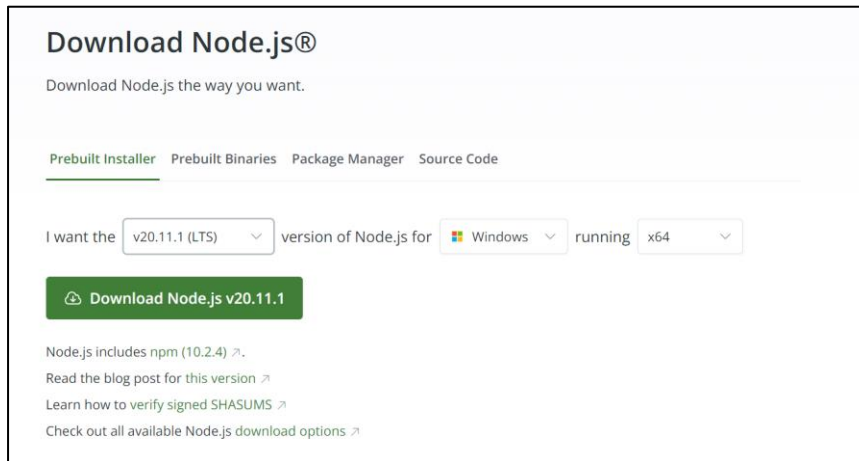 Download Node.js®
Download Node.js the way you want.
Prebuilt Installer Prebuilt Binaries Package Manager Source Code
I want the v20.11.1 (LTS) version of Node.js for Windows running x64
Download Node.js v20.11.1
Node.js includes npm (10.2.4) ↗.
Read the blog post for this version ↗
Learn how to verify signed SHASUMS ↗
Check out all available Node.js download options ↗